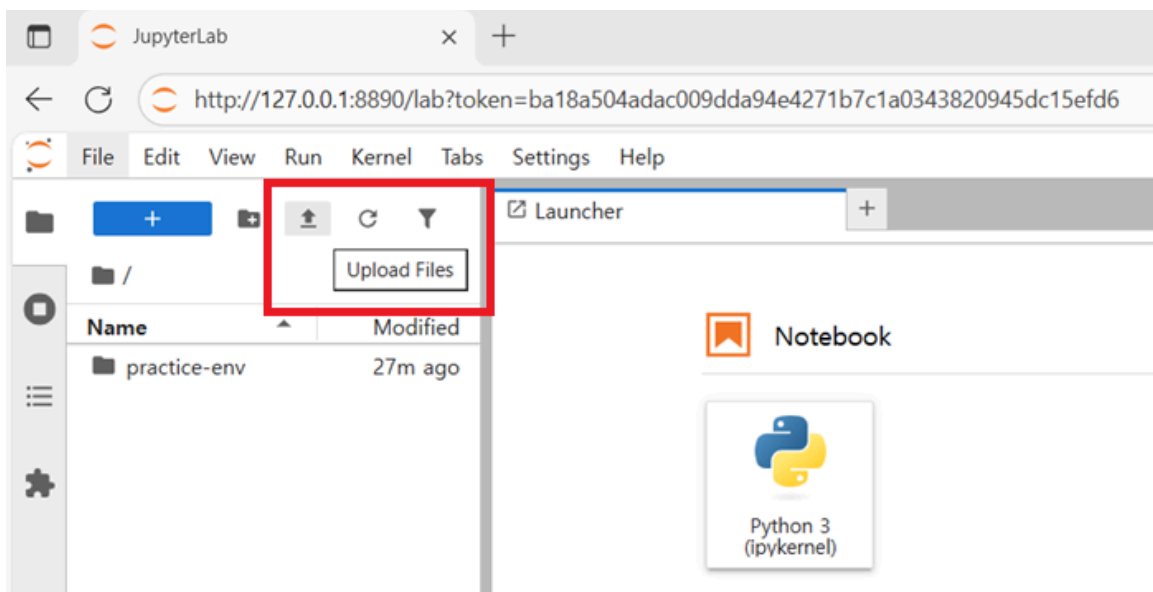 JupyterLab
http://127.0.0.1:8890/lab?token=ba18a504adac009dda94e4271b7c1a0343820945dc15efd6
File Edit View Run Kernel Tabs Settings Help
Launcher
/
Upload Files
Name Modified
practice-env 27m ago
Notebook
Python 3
(ipykernel)